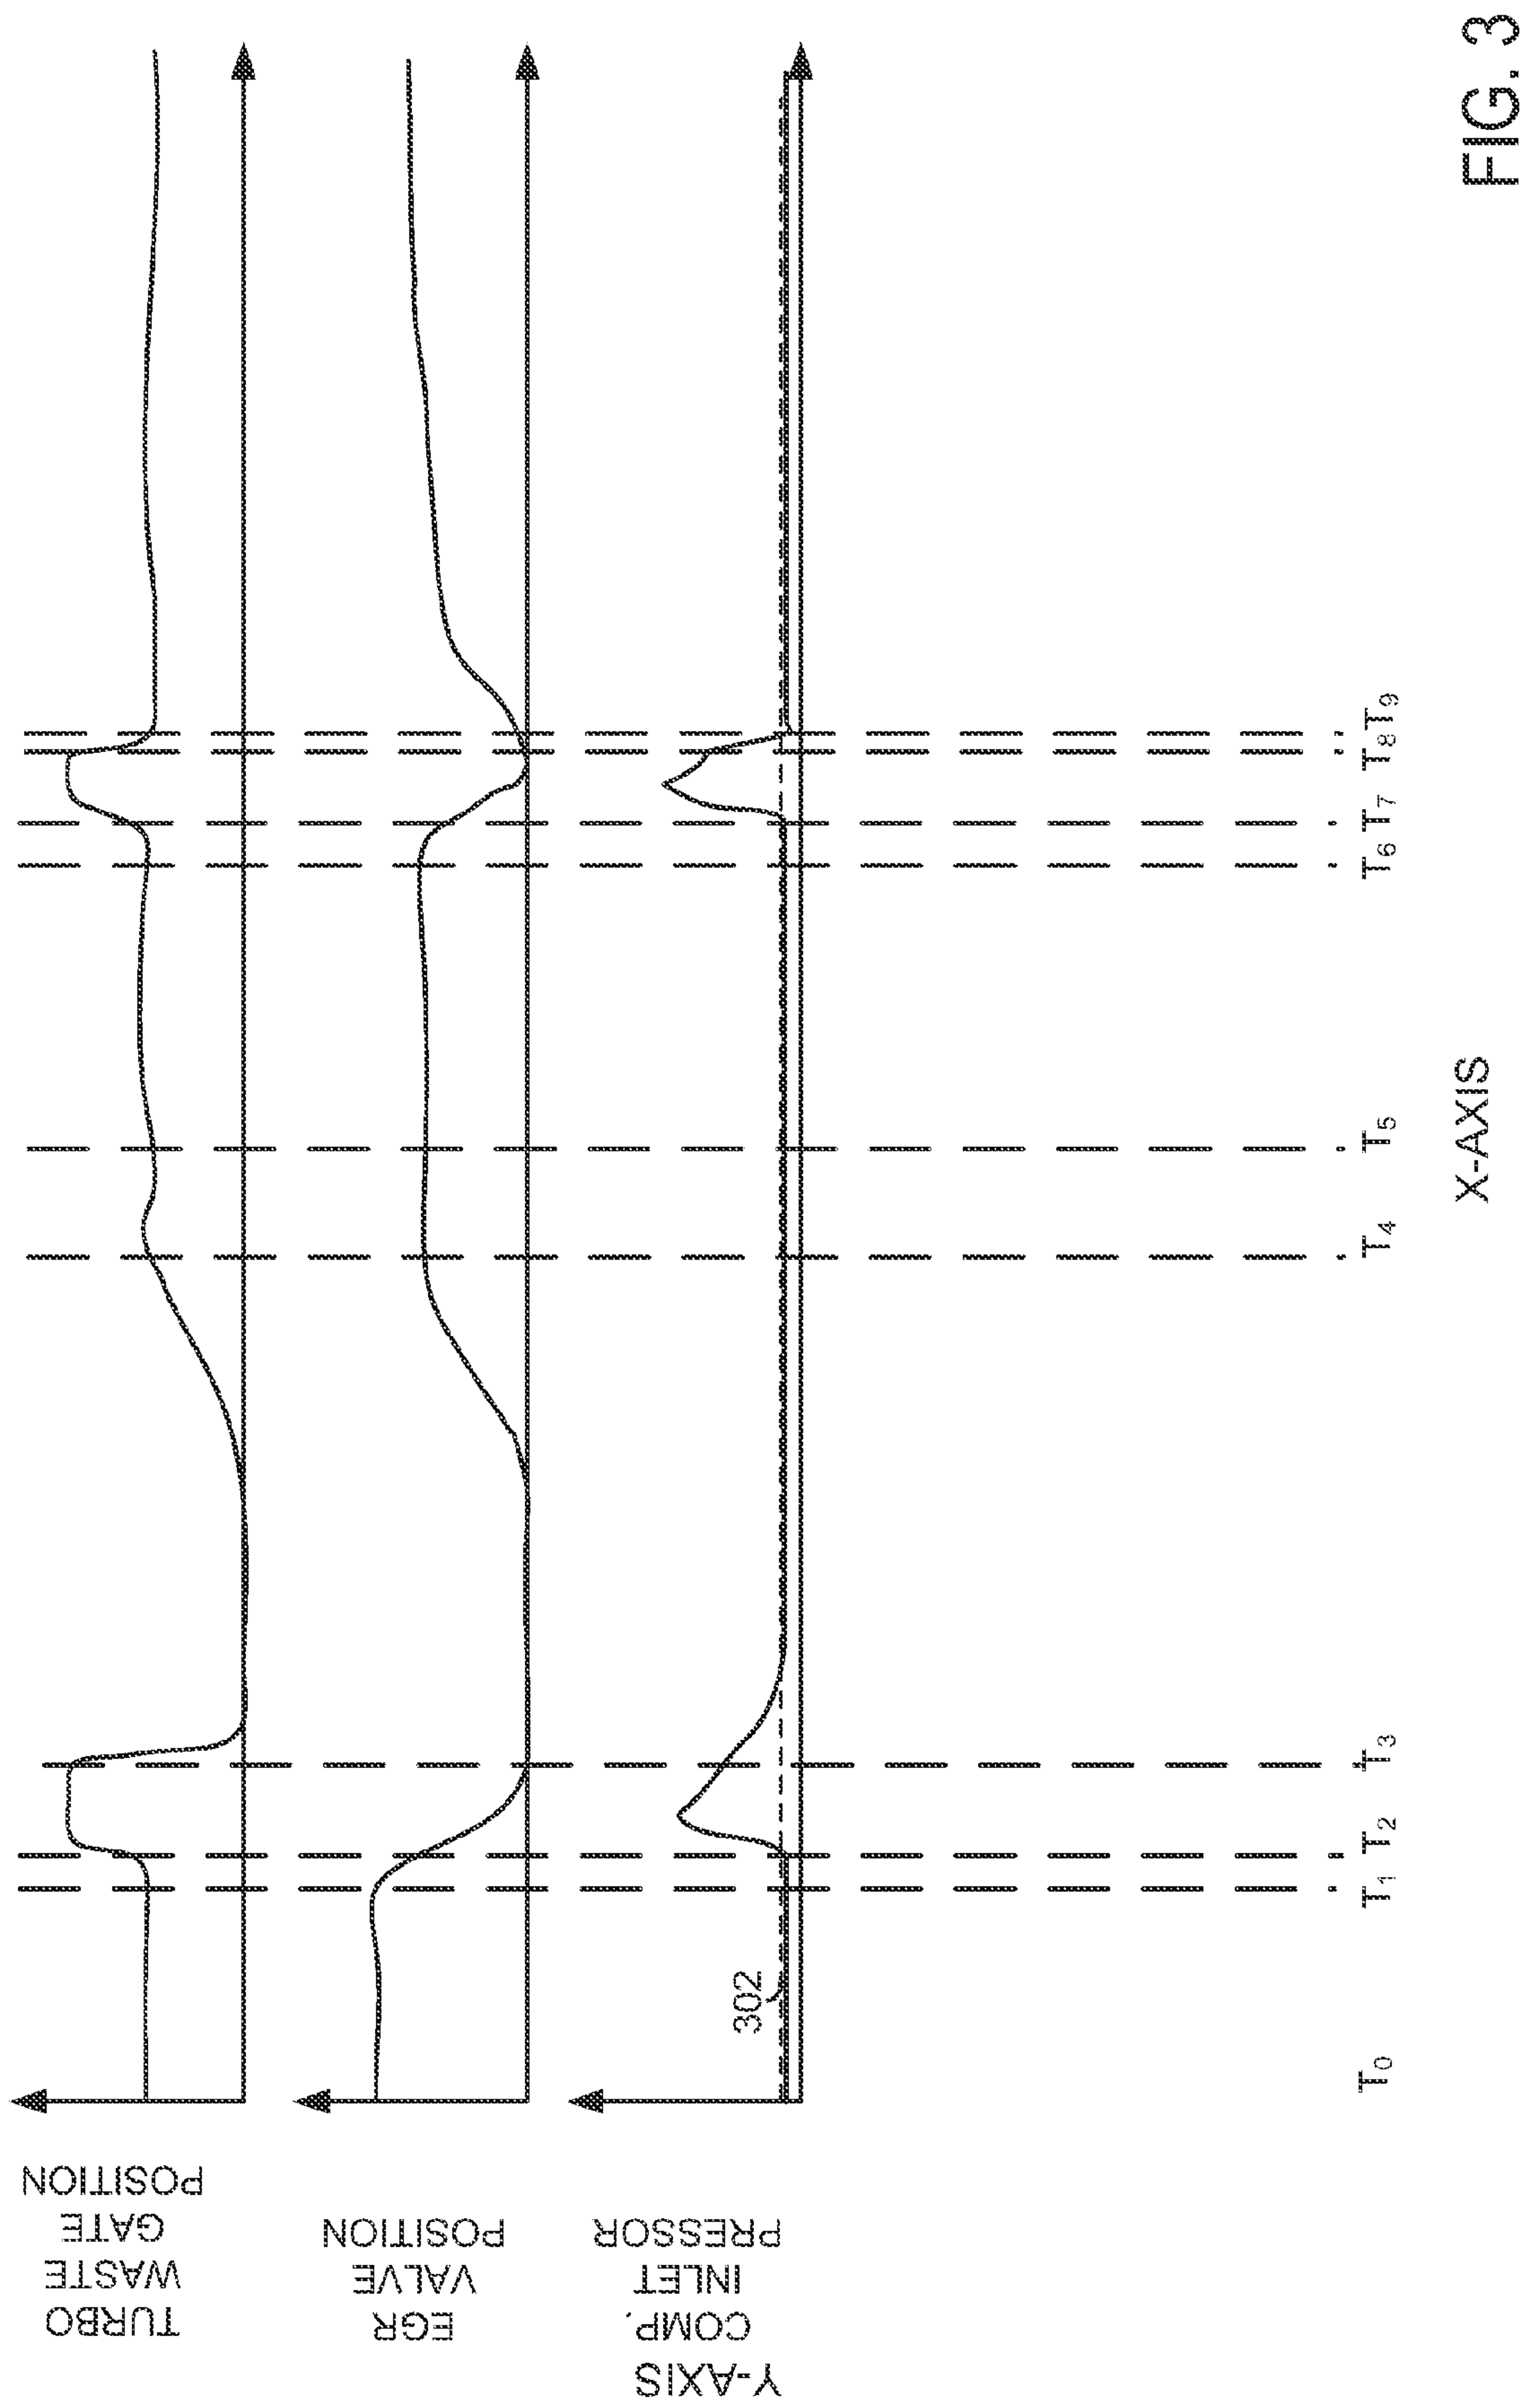 TURBO
WASTE
GATE
POSITION
EGR
VALVE
POSITION
COMP.
INLET
PRESSOR
Y-AXIS
302
T0 T1 T2 T3 T4 T5 T6 T7 T8 T9
X-AXIS
FIG. 3